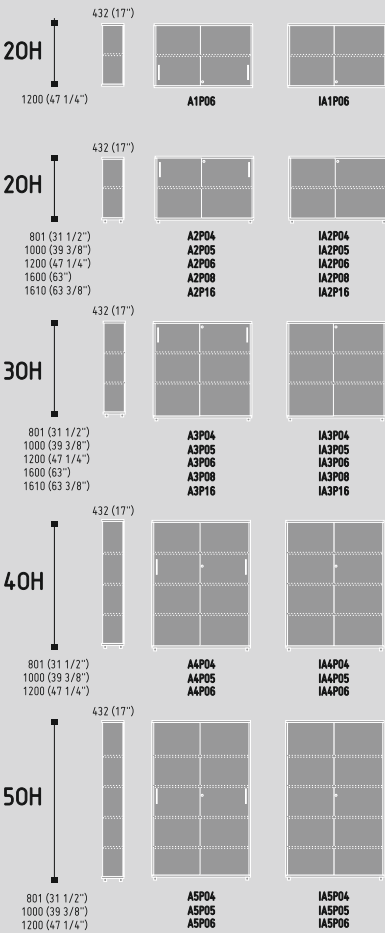 432 (17")
20H
1200 (47 1/4")
A1P06
IA1P06
432 (17")
20H
801 (31 1/2")
1000 (39 3/8")
1200 (47 1/4")
1600 (63")
1610 (63 3/8")
A2P04
A2P05
A2P06
A2P08
A2P16
IA2P04
IA2P05
IA2P06
IA2P08
IA2P16
432 (17")
30H
801 (31 1/2")
1000 (39 3/8")
1200 (47 1/4")
1600 (63")
1610 (63 3/8")
A3P04
A3P05
A3P06
A3P08
A3P16
IA3P04
IA3P05
IA3P06
IA3P08
IA3P16
432 (17")
40H
801 (31 1/2")
1000 (39 3/8")
1200 (47 1/4")
A4P04
A4P05
A4P06
IA4P04
IA4P05
IA4P06
432 (17")
50H
801 (31 1/2")
1000 (39 3/8")
1200 (47 1/4")
A5P04
A5P05
A5P06
IA5P04
IA5P05
IA5P06